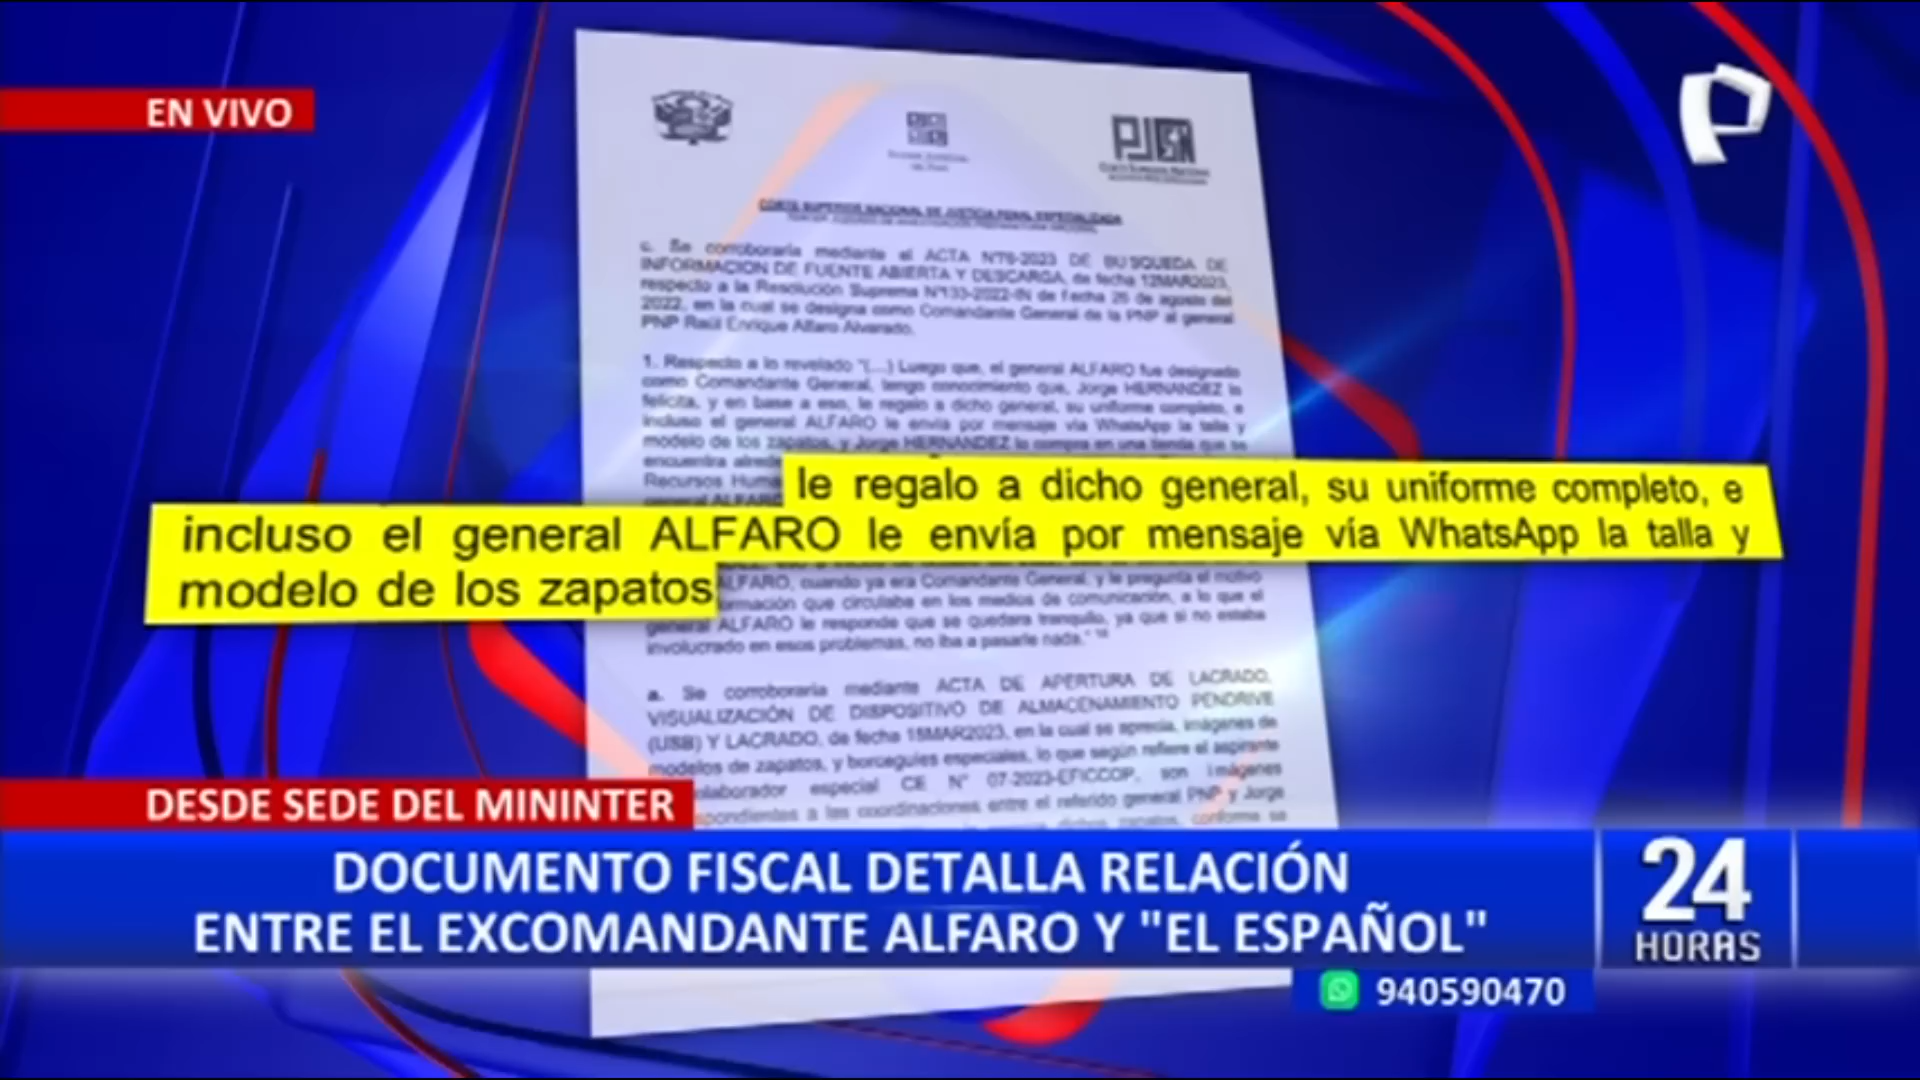 EN VIVO
CORTE SUPERIOR NACIONAL DE JUSTICIA PENAL ESPECIALIZADA
c. Se corroboraría mediante el ACTA N°76-2023 DE BUSQUEDA DE
INFORMACION DE FUENTE ABIERTA Y DESCARGA, de fecha 12MAR2023,
respecto a la Resolución Suprema N°133-2022-IN de fecha 26 de agosto del
2022, en la cual se designa como Comandante General de la PNP al general
PNP Raúl Enrique Alfaro Alvarado.
1. Respecto a lo revelado "(...) Luego que, el general ALFARO fue designado
como Comandante General, tengo conocimiento que, Jorge HERNANDEZ lo
felicita, y en base a eso, le regalo a dicho general, su uniforme completo, e
incluso el general ALFARO le envía por mensaje vía WhatsApp la talla y
modelo de los zapatos, y Jorge HERNANDEZ lo compra en una tienda que se
encuentra
Recursos
general ALFARO
le regalo a dicho general, su uniforme completo, e
incluso el general ALFARO le envía por mensaje vía WhatsApp la talla y
modelo de los zapatos
ALFARO, cuando ya era Comandante General, y le pregunta el motivo
que circulaba en los medios de comunicación, a lo que el
general ALFARO le responde que se quedara tranquilo, ya que si no estaba
involucrado en esos problemas, no iba a pasarle nada."
a. Se corroboraría mediante ACTA DE APERTURA DE LACRADO,
VISUALIZACIÓN DE DISPOSITIVO DE ALMACENAMIENTO PENDRIVE
(USB) Y LACRADO, de fecha 15MAR2023, en la cual se aprecia, imágenes de
modelos de zapatos, y borceguíes especiales, lo que según refiere el aspirante
especial CE N° 07-2023-EFICCOP, son imágenes
a las coordinaciones entre el referido general PNP y Jorge
dichos zapatos, conforme se
DESDE SEDE DEL MININTER
DOCUMENTO FISCAL DETALLA RELACIÓN
ENTRE EL EXCOMANDANTE ALFARO Y "EL ESPAÑOL"
24
HORAS
940590470